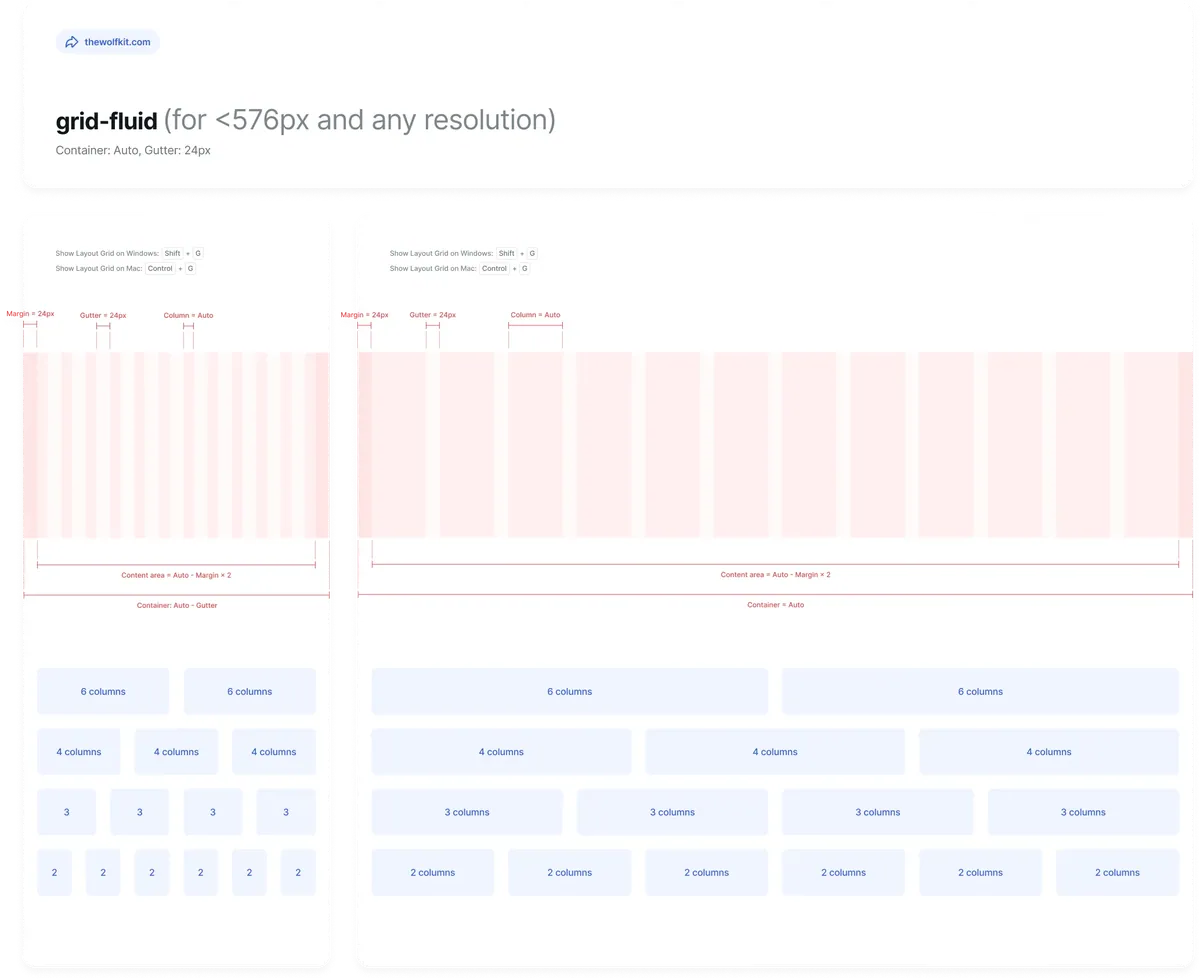 thewolfkit.com
grid-fluid (for <576px and any resolution)
Container: Auto, Gutter: 24px
Show Layout Grid on Windows: Shift + G
Show Layout Grid on Mac: Control + G
Margin = 24px
Gutter = 24px
Column = Auto
Content area = Auto - Margin × 2
Container: Auto - Gutter
6 columns
6 columns
4 columns
4 columns
4 columns
3
3
3
3
2
2
2
2
2
2
Show Layout Grid on Windows: Shift + G
Show Layout Grid on Mac: Control + G
Margin = 24px
Gutter = 24px
Column = Auto
Content area = Auto - Margin × 2
Container = Auto
6 columns
6 columns
4 columns
4 columns
4 columns
3 columns
3 columns
3 columns
3 columns
2 columns
2 columns
2 columns
2 columns
2 columns
2 columns